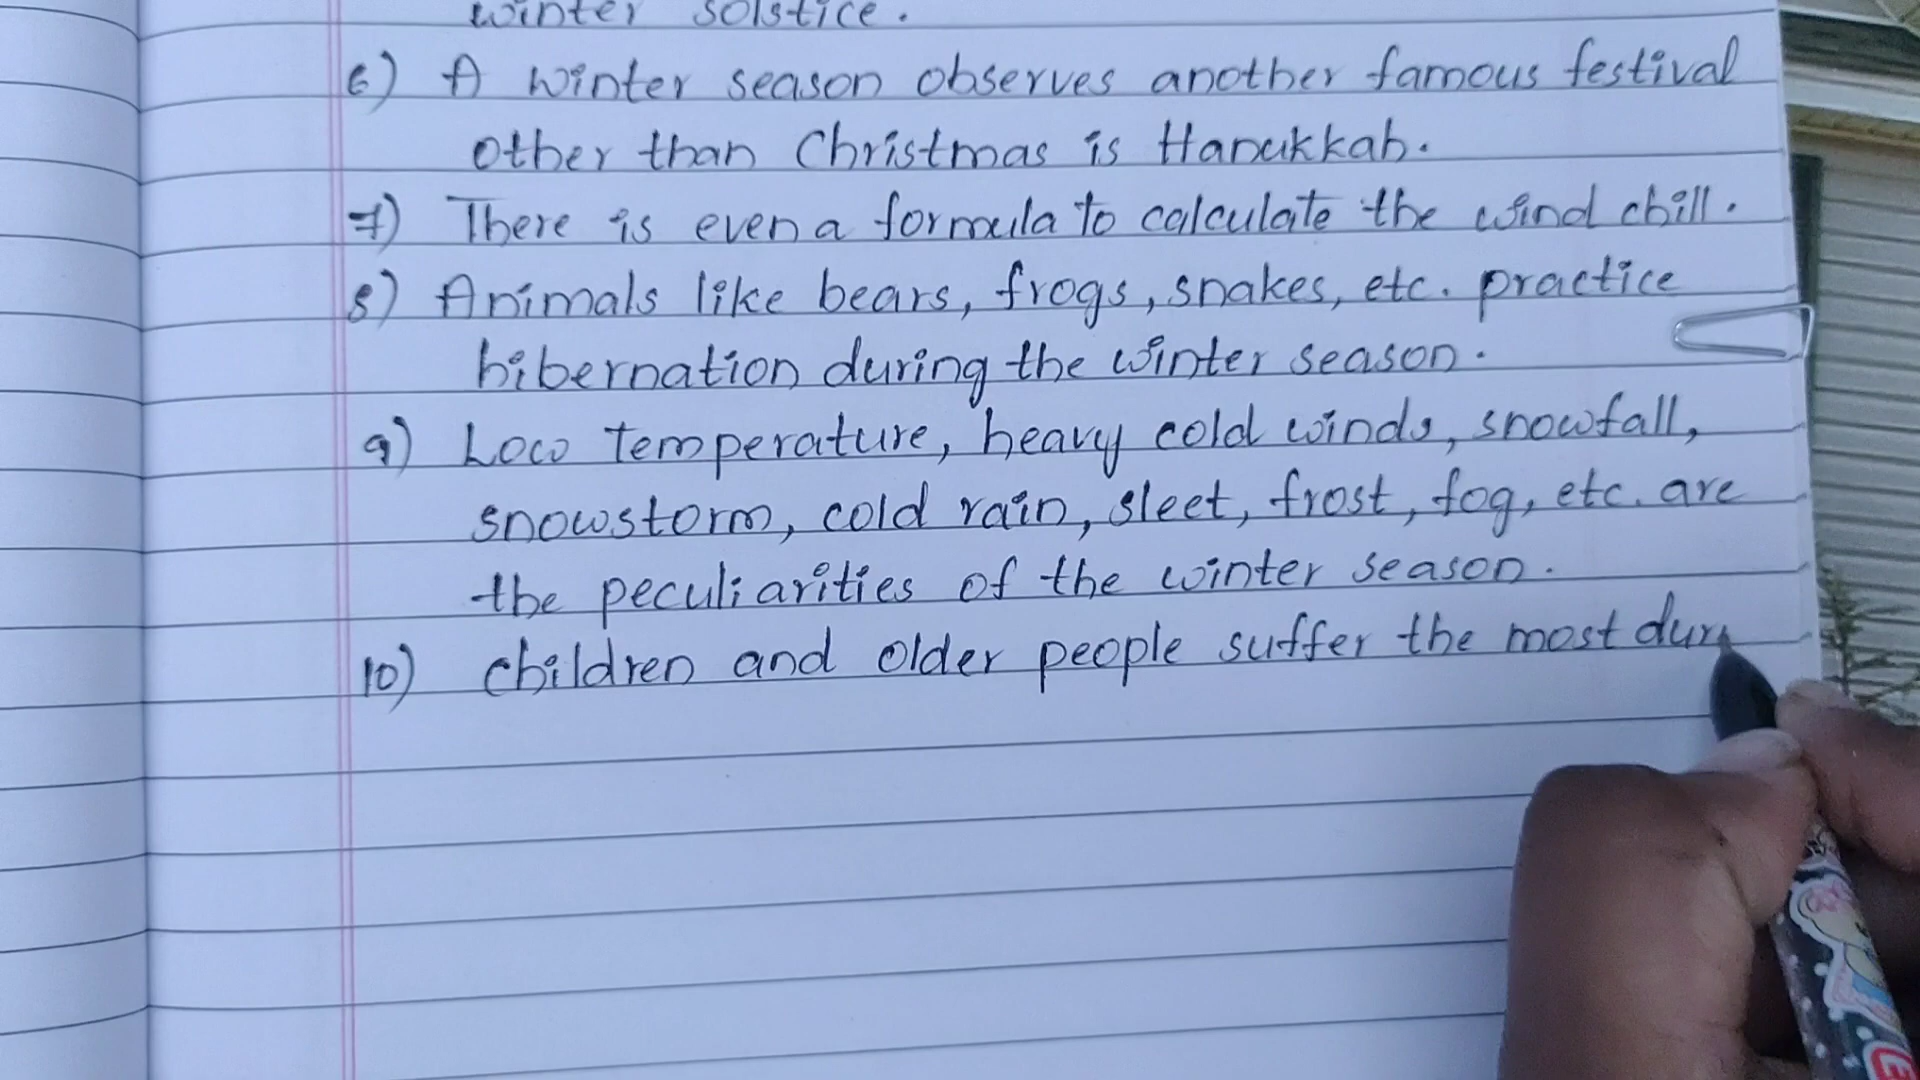 winter solstice.
6) A winter season observes another famous festival
other than Christmas is Hanukkah.
7) There is even a formula to calculate the wind chill.
8) Animals like bears, frogs, snakes, etc. practice
hibernation during the winter season.
9) Low temperature, heavy cold winds, snowfall,
snowstorm, cold rain, sleet, frost, fog, etc. are
the peculiarities of the winter season.
10) children and older people suffer the most dur